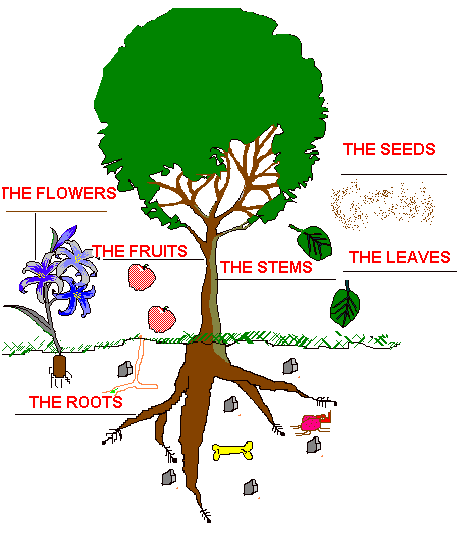 THE SEEDS
THE FLOWERS
THE FRUITS
THE STEMS
THE LEAVES
THE ROOTS